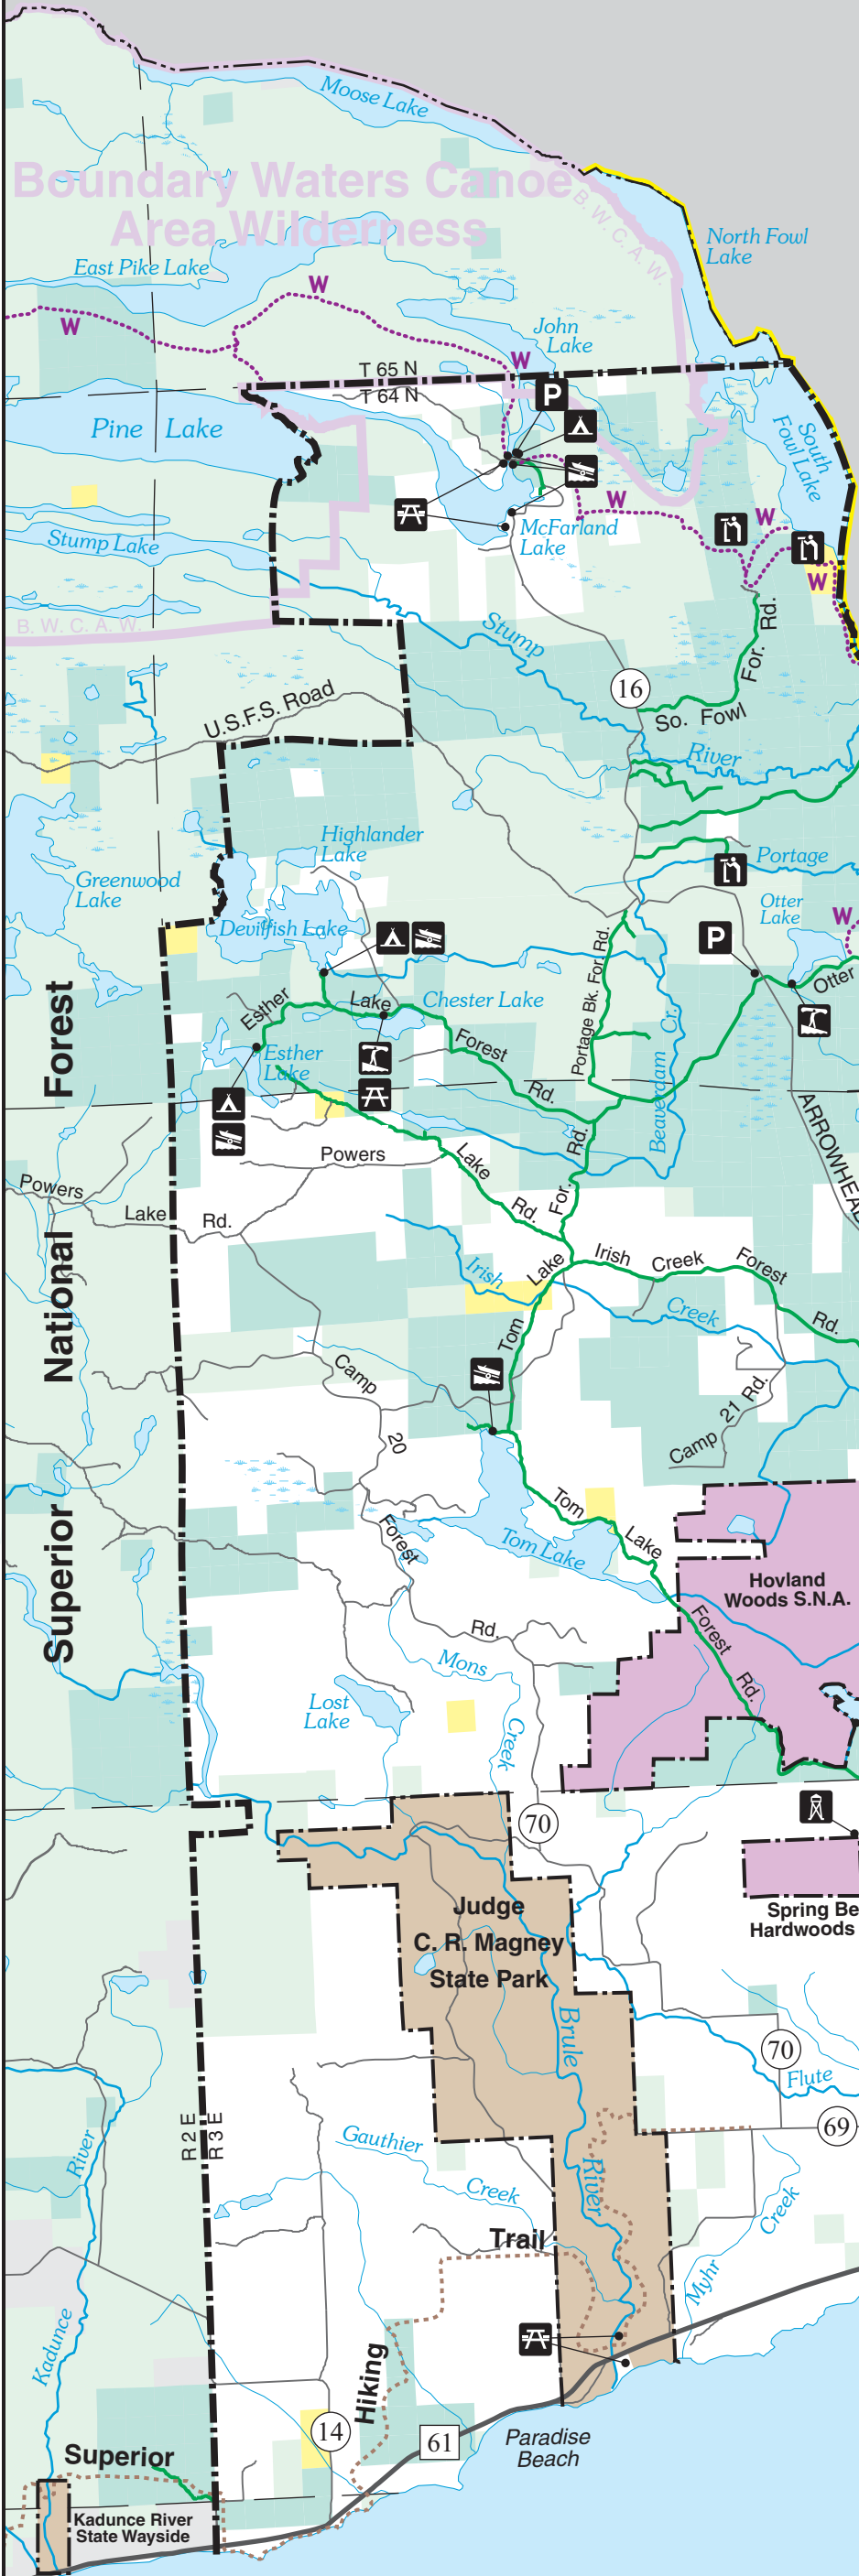 Moose Lake
Boundary Waters Canoe
Area Wilderness
B. W. C. A. W.
North Fowl
Lake
East Pike Lake
W
W
John
Lake
W
T 65 N
T 64 N
P
Pine Lake
South
Fowl Lake
W
W
McFarland
Lake
Stump Lake
W
B. W. C. A. W.
Stump
For. Rd.
16
So. Fowl
U.S.F.S. Road
River
Highlander
Lake
Portage
Greenwood
Lake
Otter
Lake
W
Devilfish Lake
P
Portage Bk. For. Rd.
Otter
Esther
Lake
Chester Lake
Forest
Esther
Lake
Forest
Rd.
Beaverdam Cr.
ARROWHEA
Rd.
Powers
Lake
Powers
Lake
Rd.
Rd.
For.
National
Irish
Lake
Irish
Creek
Forest
Creek
Rd.
Tom
Camp
Camp 21 Rd.
20
Superior
Tom
Forest
Tom Lake
Lake
Hovland
Woods S.N.A.
Rd.
Forest
Mons
Rd.
Lost
Lake
Creek
70
Judge
C. R. Magney
State Park
Spring Be
Hardwoods
Brule
70
Flute
69
R 2 E
R 3 E
River
Gauthier
River
Creek
Creek
Trail
Myhr
Kadunce
Hiking
14
61
Paradise
Beach
Superior
Kadunce River
State Wayside